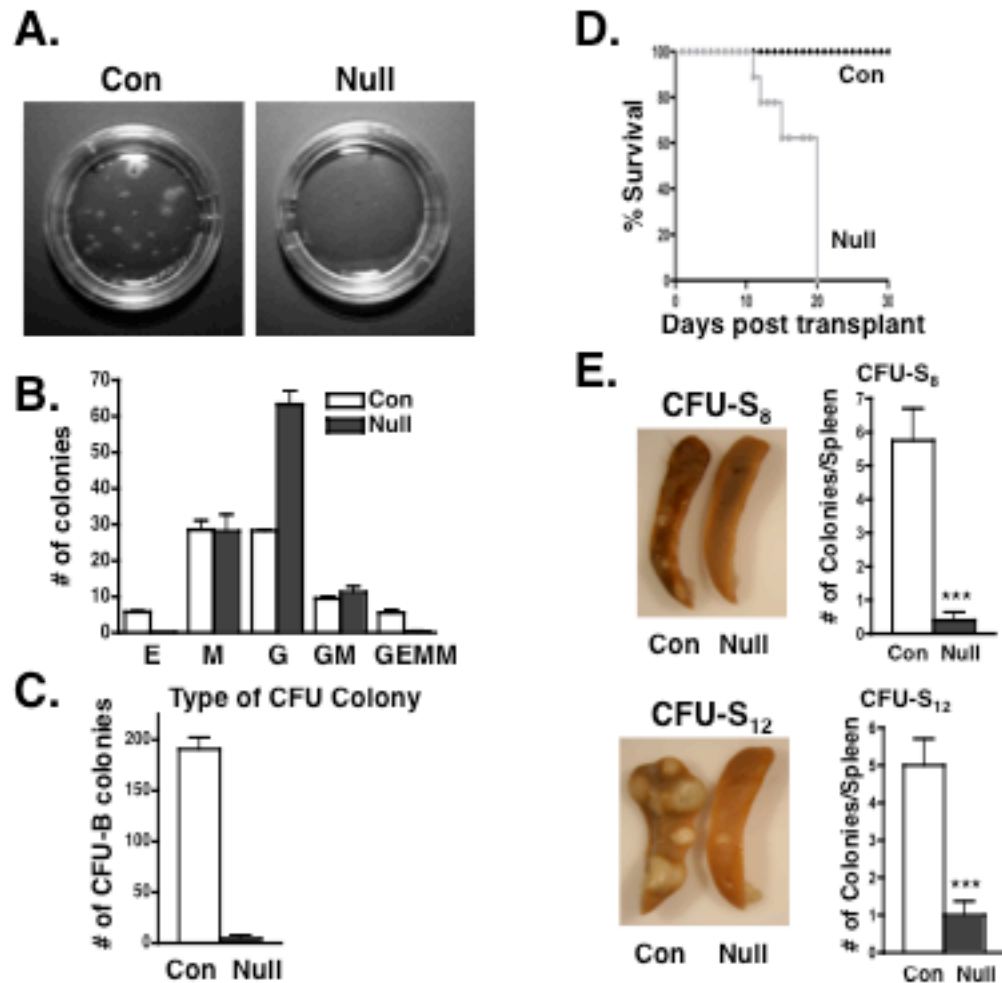 A.
Con Null
B.
70
60
50
40
30
20
10
0
# of colonies
Con
Null
E M G GM GEMM
Type of CFU Colony
C.
200
150
100
50
0
# of CFU-B colonies
Con Null
D.
100
80
60
40
20
0
% Survival
Con
Null
0 10 20 30
Days post transplant
E.
CFU-S8
Con Null
CFU-S8
7
6
5
4
3
2
1
0
# of Colonies/Spleen
***
Con Null
CFU-S12
Con Null
CFU-S12
6
5
4
3
2
1
0
# of Colonies/Spleen
***
Con Null